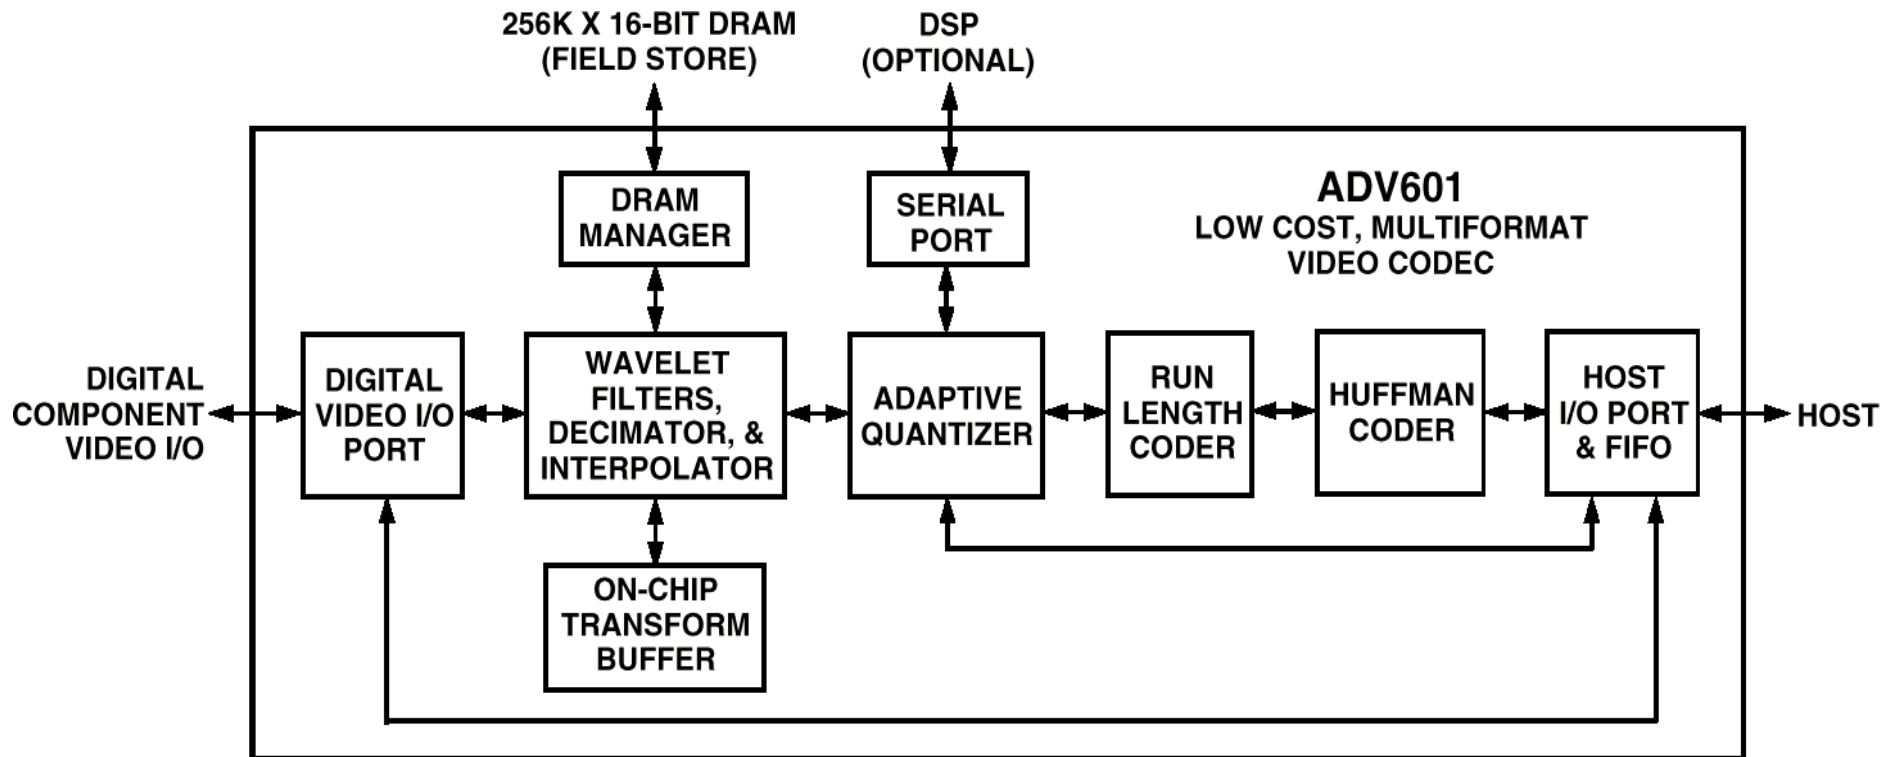 256K X 16-BIT DRAM
(FIELD STORE)
DSP
(OPTIONAL)
DRAM
MANAGER
SERIAL
PORT
ADV601
LOW COST, MULTIFORMAT
VIDEO CODEC
DIGITAL
COMPONENT
VIDEO I/O
DIGITAL
VIDEO I/O
PORT
WAVELET
FILTERS,
DECIMATOR, &
INTERPOLATOR
ADAPTIVE
QUANTIZER
RUN
LENGTH
CODER
HUFFMAN
CODER
HOST
I/O PORT
& FIFO
HOST
ON-CHIP
TRANSFORM
BUFFER